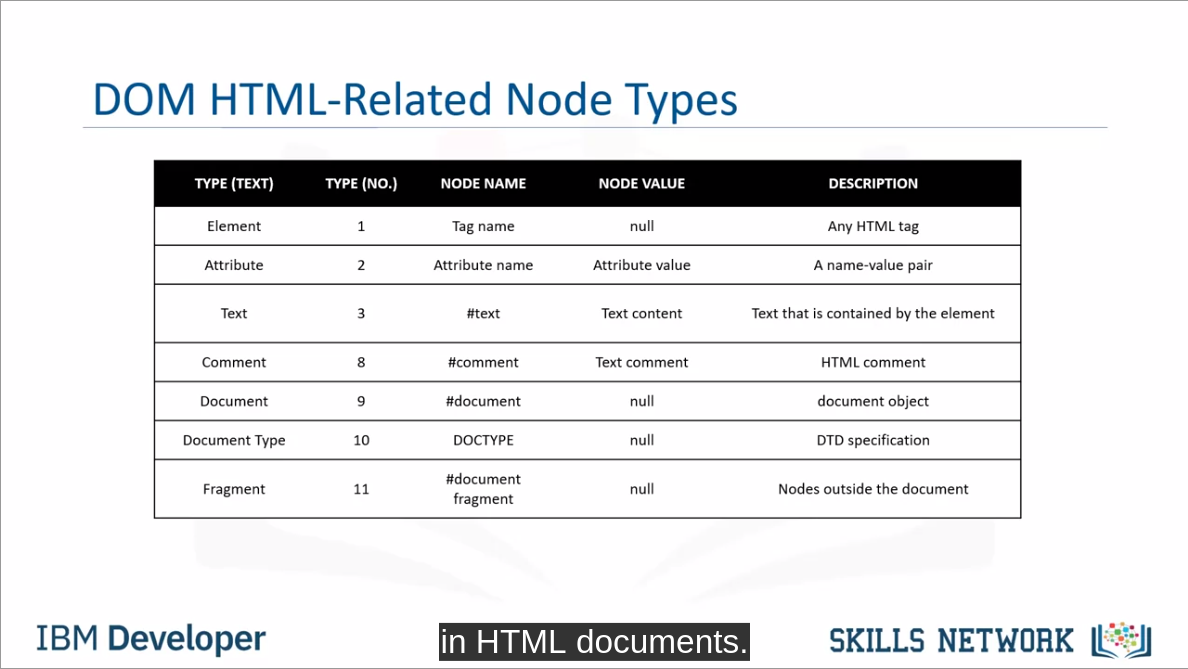 DOM HTML-Related Node Types
TYPE (TEXT) TYPE (NO.) NODE NAME NODE VALUE DESCRIPTION
Element 1 Tag name null Any HTML tag
Attribute 2 Attribute name Attribute value A name-value pair
Text 3 #text Text content Text that is contained by the element
Comment 8 #comment Text comment HTML comment
Document 9 #document null document object
Document Type 10 DOCTYPE null DTD specification
Fragment 11 #document fragment null Nodes outside the document
IBM Developer
in HTML documents.
SKILLS NETWORK